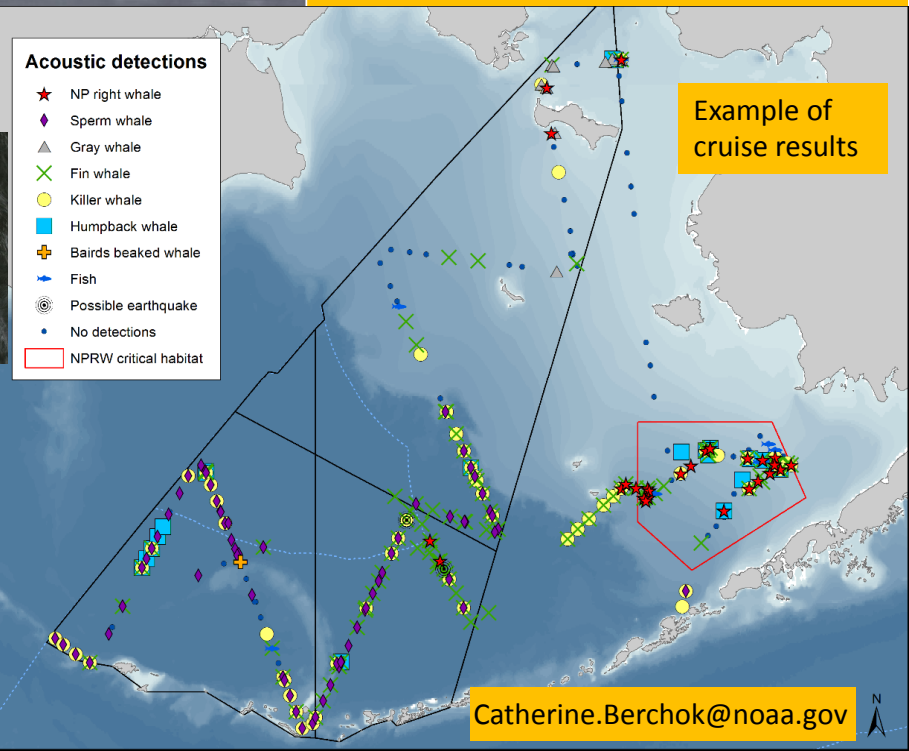 Acoustic detections
NP right whale
Sperm whale
Gray whale
Fin whale
Killer whale
Humpback whale
Bairds beaked whale
Fish
Possible earthquake
No detections
NPRW critical habitat
Example of
cruise results
Catherine.Berchok@noaa.gov
N